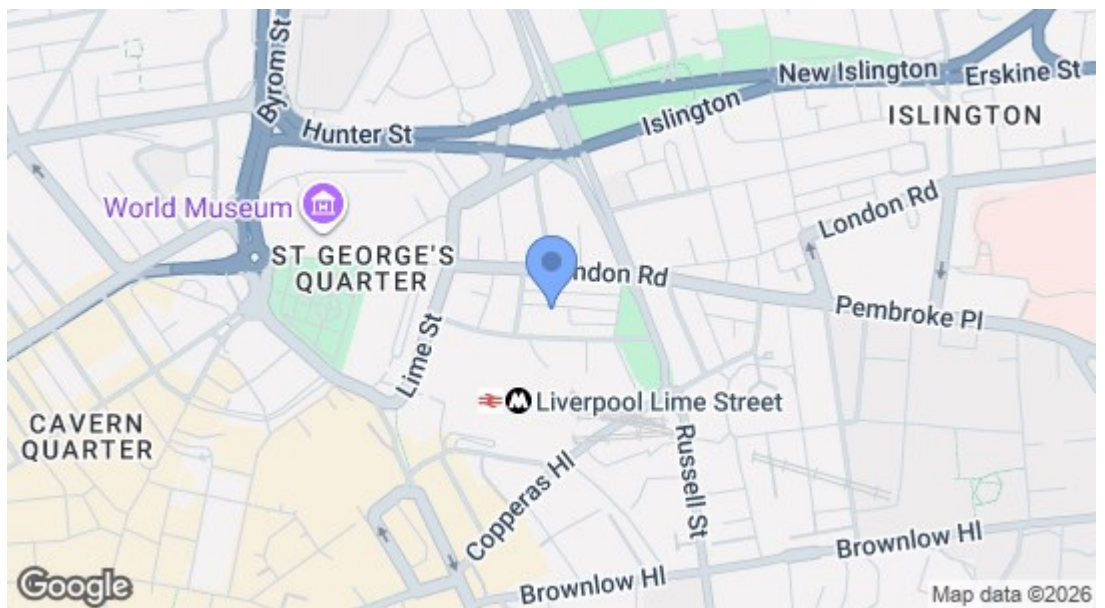 Byrom St
Hunter St
New Islington
Erskine St
Islington
ISLINGTON
World Museum
London Rd
ST GEORGE'S
QUARTER
ndon Rd
Pembroke Pl
Lime St
Liverpool Lime Street
CAVERN
QUARTER
Copperas Hl
Russell St
Brownlow Hl
Brownlow Hl
Google
Map data ©2026